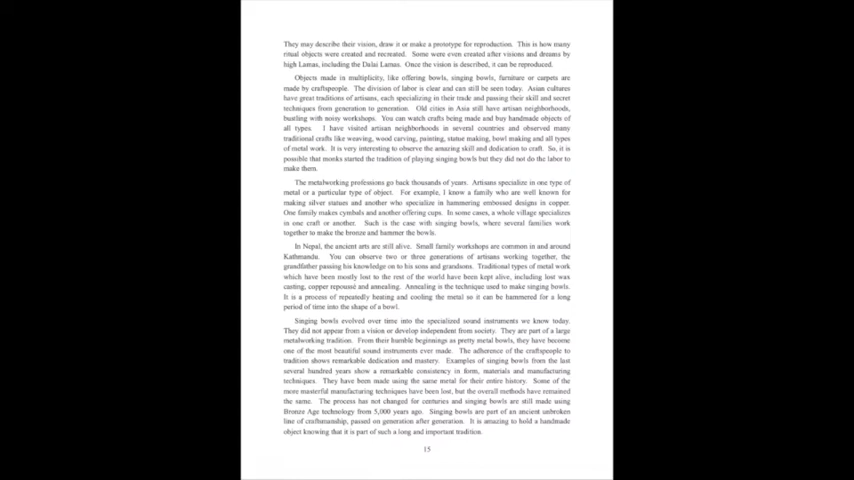 They may describe their vision, draw it or make a prototype for reproduction. This is how many
ritual objects were created and recreated. Some were even created after visions and dreams by
high Lamas, including the Dalai Lamas. Once the vision is described, it can be reproduced.
Objects made in multiplicity, like offering bowls, singing bowls, furniture or carpets are
made by craftspeople. The division of labor is clear and can still be seen today. Asian cultures
have great traditions of artisans, each specializing in their trade and passing their skill and secret
techniques from generation to generation. Old cities in Asia still have artisan neighborhoods,
bustling with noisy workshops. You can watch crafts being made and buy handmade objects of
all types. I have visited artisan neighborhoods in several countries and observed many
traditional crafts like weaving, wood carving, painting, statue making, bowl making and all types
of metal work. It is very interesting to observe the amazing skill and dedication to craft. So, it is
possible that monks started the tradition of playing singing bowls but they did not do the labor to
make them.
The metalworking professions go back thousands of years. Artisans specialize in one type of
metal or a particular type of object. For example, I know a family who are well known for
making silver statues and another who specialize in hammering embossed designs in copper.
One family makes cymbals and another offering cups. In some cases, a whole village specializes
in one craft or another. Such is the case with singing bowls, where several families work
together to make the bronze and hammer the bowls.
In Nepal, the ancient arts are still alive. Small family workshops are common in and around
Kathmandu. You can observe two or three generations of artisans working together, the
grandfather passing his knowledge on to his sons and grandsons. Traditional types of metal work
which have been mostly lost to the rest of the world have been kept alive, including lost wax
casting, copper repoussé and annealing. Annealing is the technique used to make singing bowls.
It is a process of repeatedly heating and cooling the metal so it can be hammered for a long
period of time into the shape of a bowl.
Singing bowls evolved over time into the specialized sound instruments we know today.
They did not appear from a vision or develop independent from society. They are part of a large
metalworking tradition. From their humble beginnings as pretty metal bowls, they have become
one of the most beautiful sound instruments ever made. The adherence of the craftspeople to
tradition shows remarkable dedication and mastery. Examples of singing bowls from the last
several hundred years show a remarkable consistency in form, materials and manufacturing
techniques. They have been made using the same metal for their entire history. Some of the
more masterful manufacturing techniques have been lost, but the overall methods have remained
the same. The process has not changed for centuries and singing bowls are still made using
Bronze Age technology from 5,000 years ago. Singing bowls are part of an ancient unbroken
line of craftsmanship, passed on generation after generation. It is amazing to hold a handmade
object knowing that it is part of such a long and important tradition.
15